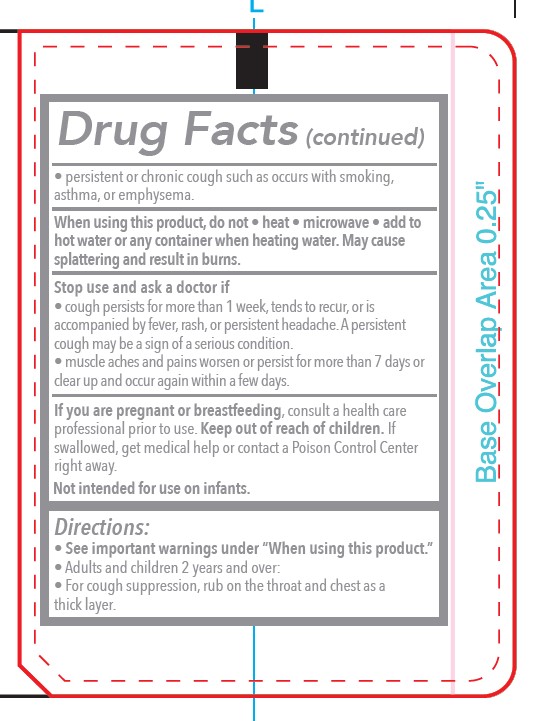 L
Drug Facts (continued)
• persistent or chronic cough such as occurs with smoking,
asthma, or emphysema.
When using this product, do not • heat • microwave • add to
hot water or any container when heating water. May cause
splattering and result in burns.
Stop use and ask a doctor if
• cough persists for more than 1 week, tends to recur, or is
accompanied by fever, rash, or persistent headache. A persistent
cough may be a sign of a serious condition.
• muscle aches and pains worsen or persist for more than 7 days or
clear up and occur again within a few days.
If you are pregnant or breastfeeding, consult a health care
professional prior to use. Keep out of reach of children. If
swallowed, get medical help or contact a Poison Control Center
right away.
Not intended for use on infants.
Directions:
• See important warnings under “When using this product.”
• Adults and children 2 years and over:
• For cough suppression, rub on the throat and chest as a
thick layer.
Base Overlap Area 0.25"